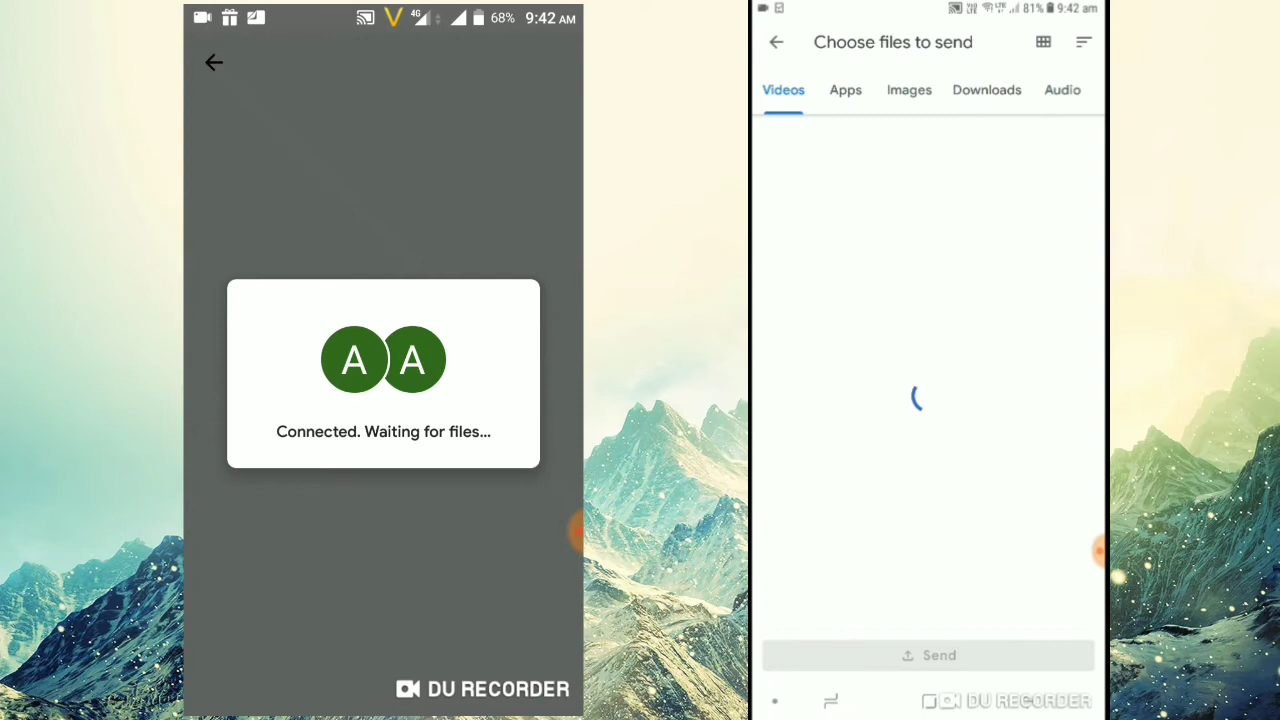 4G 68% 9:42 AM
A A
Connected. Waiting for files...
DU RECORDER
81% 9:42 am
Choose files to send
Videos Apps Images Downloads Audio
Send
DU RECORDER